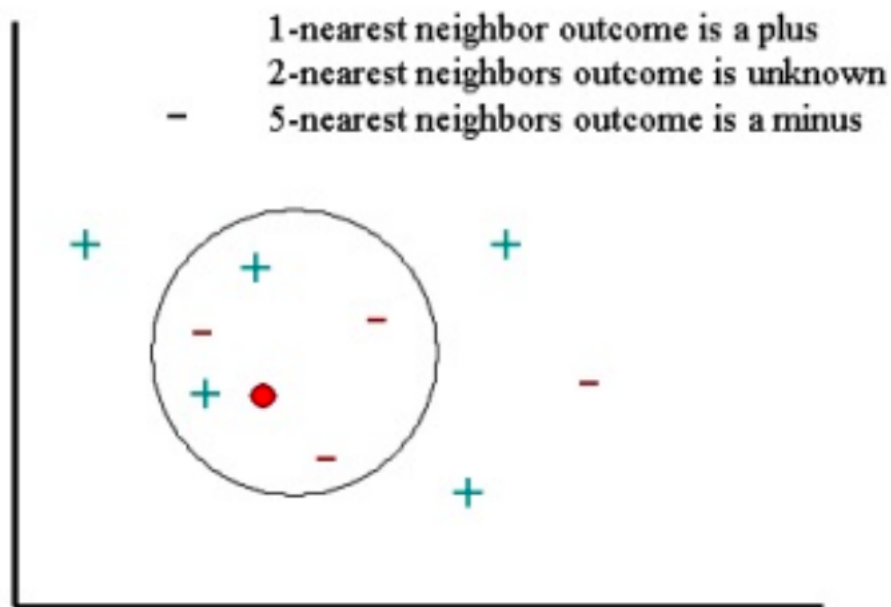 1-nearest neighbor outcome is a plus
2-nearest neighbors outcome is unknown
5-nearest neighbors outcome is a minus